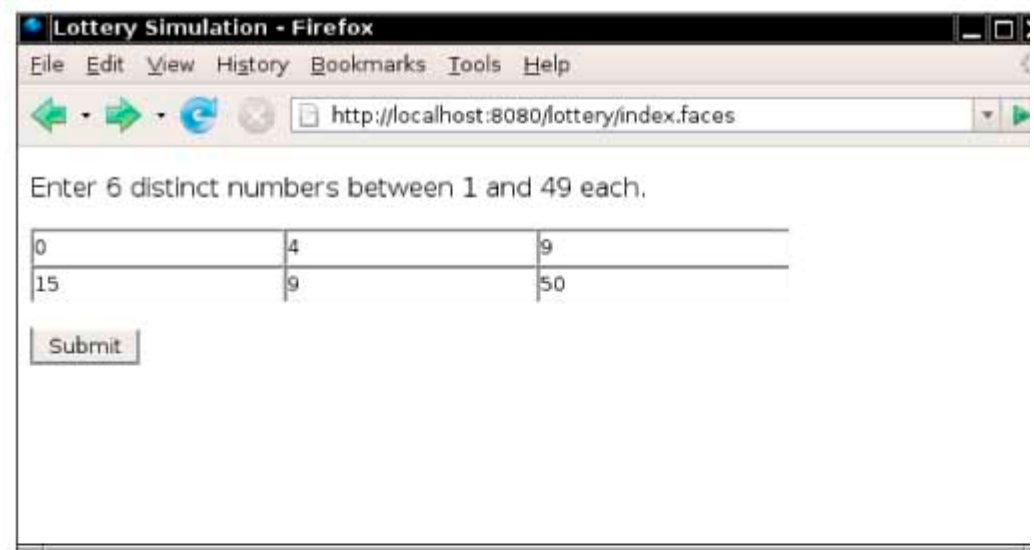 Lottery Simulation - Firefox
File Edit View History Bookmarks Tools Help
http://localhost:8080/lottery/index.faces
Enter 6 distinct numbers between 1 and 49 each.
0 4 9
15 9 50
Submit